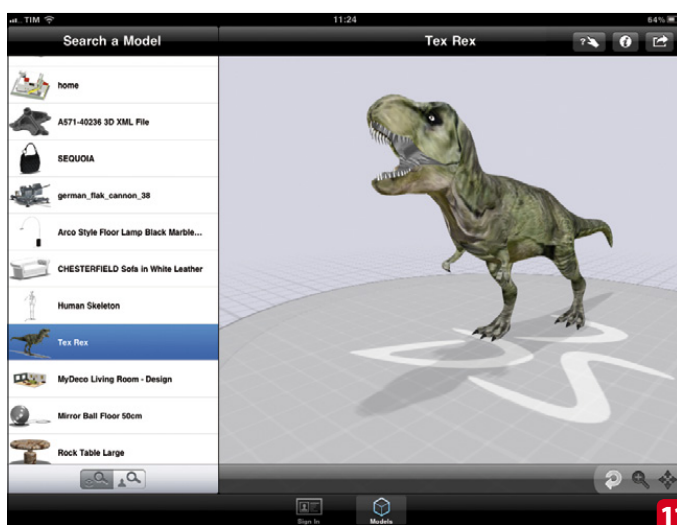 TIM
11:24
64%
Search a Model
Tex Rex
?
i
home
A571-40236 3D XML File
SEQUOIA
german_flak_cannon_38
Arco Style Floor Lamp Black Marble...
CHESTERFIELD Sofa in White Leather
Human Skeleton
Tex Rex
MyDeco Living Room - Design
Mirror Ball Floor 50cm
Rock Table Large
Sign In
Models